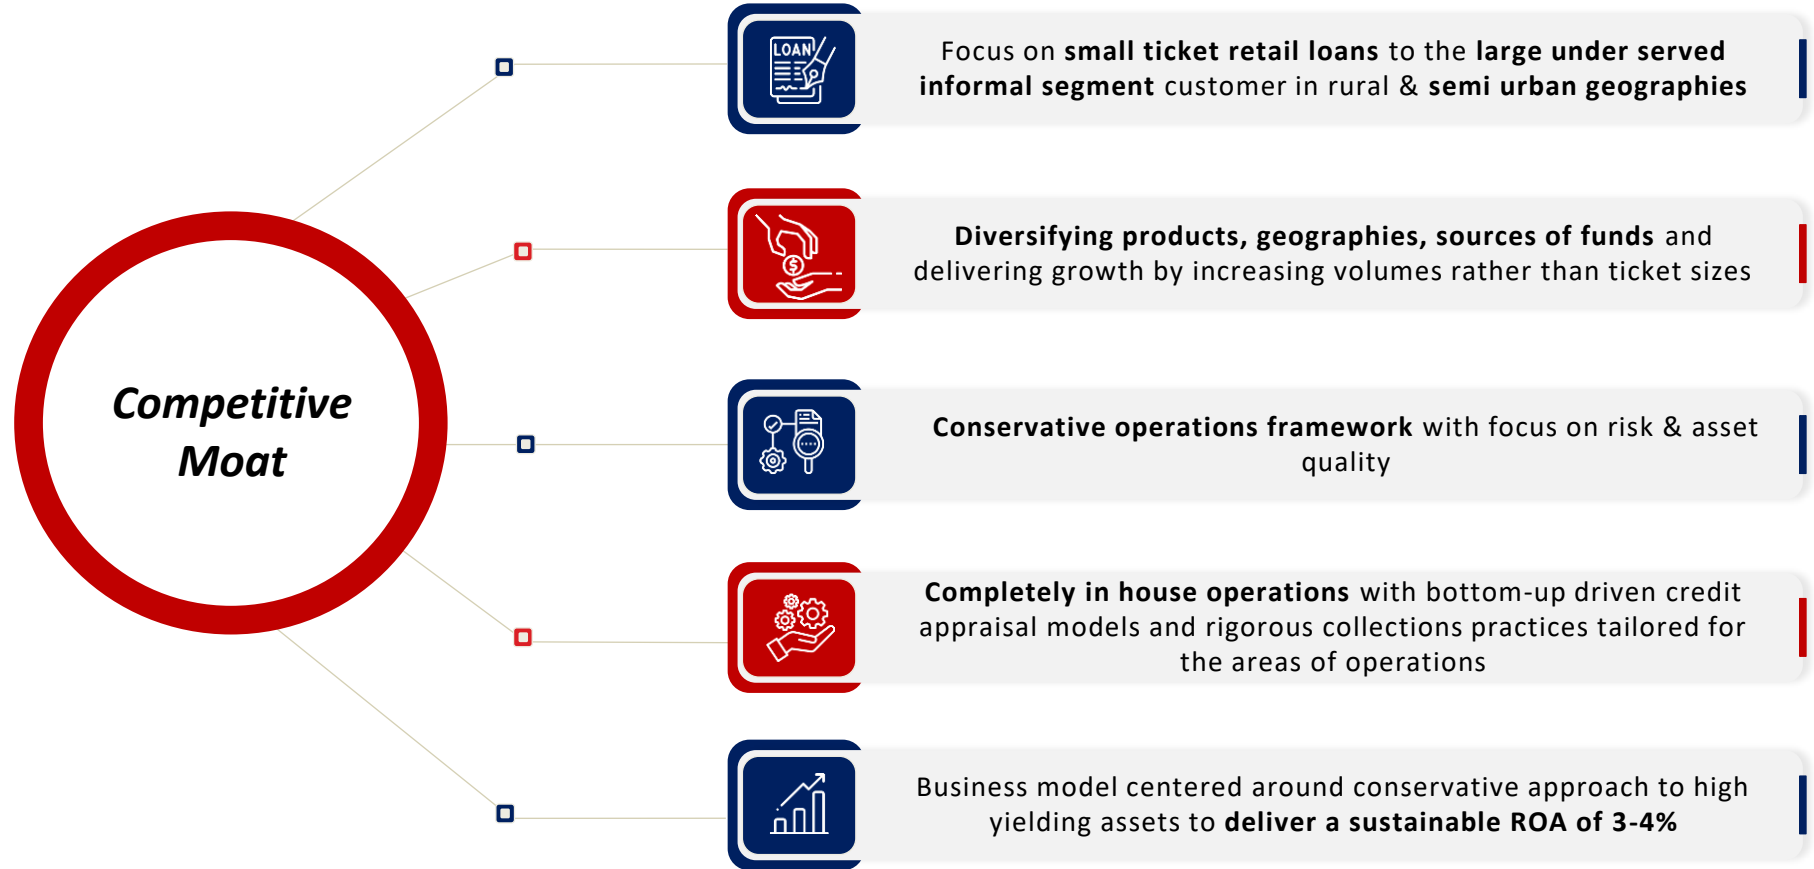 Competitive
Moat
LOAN
Focus on small ticket retail loans to the large under served
informal segment customer in rural & semi urban geographies
$
Diversifying products, geographies, sources of funds and
delivering growth by increasing volumes rather than ticket sizes
Conservative operations framework with focus on risk & asset
quality
Completely in house operations with bottom-up driven credit
appraisal models and rigorous collections practices tailored for
the areas of operations
Business model centered around conservative approach to high
yielding assets to deliver a sustainable ROA of 3-4%